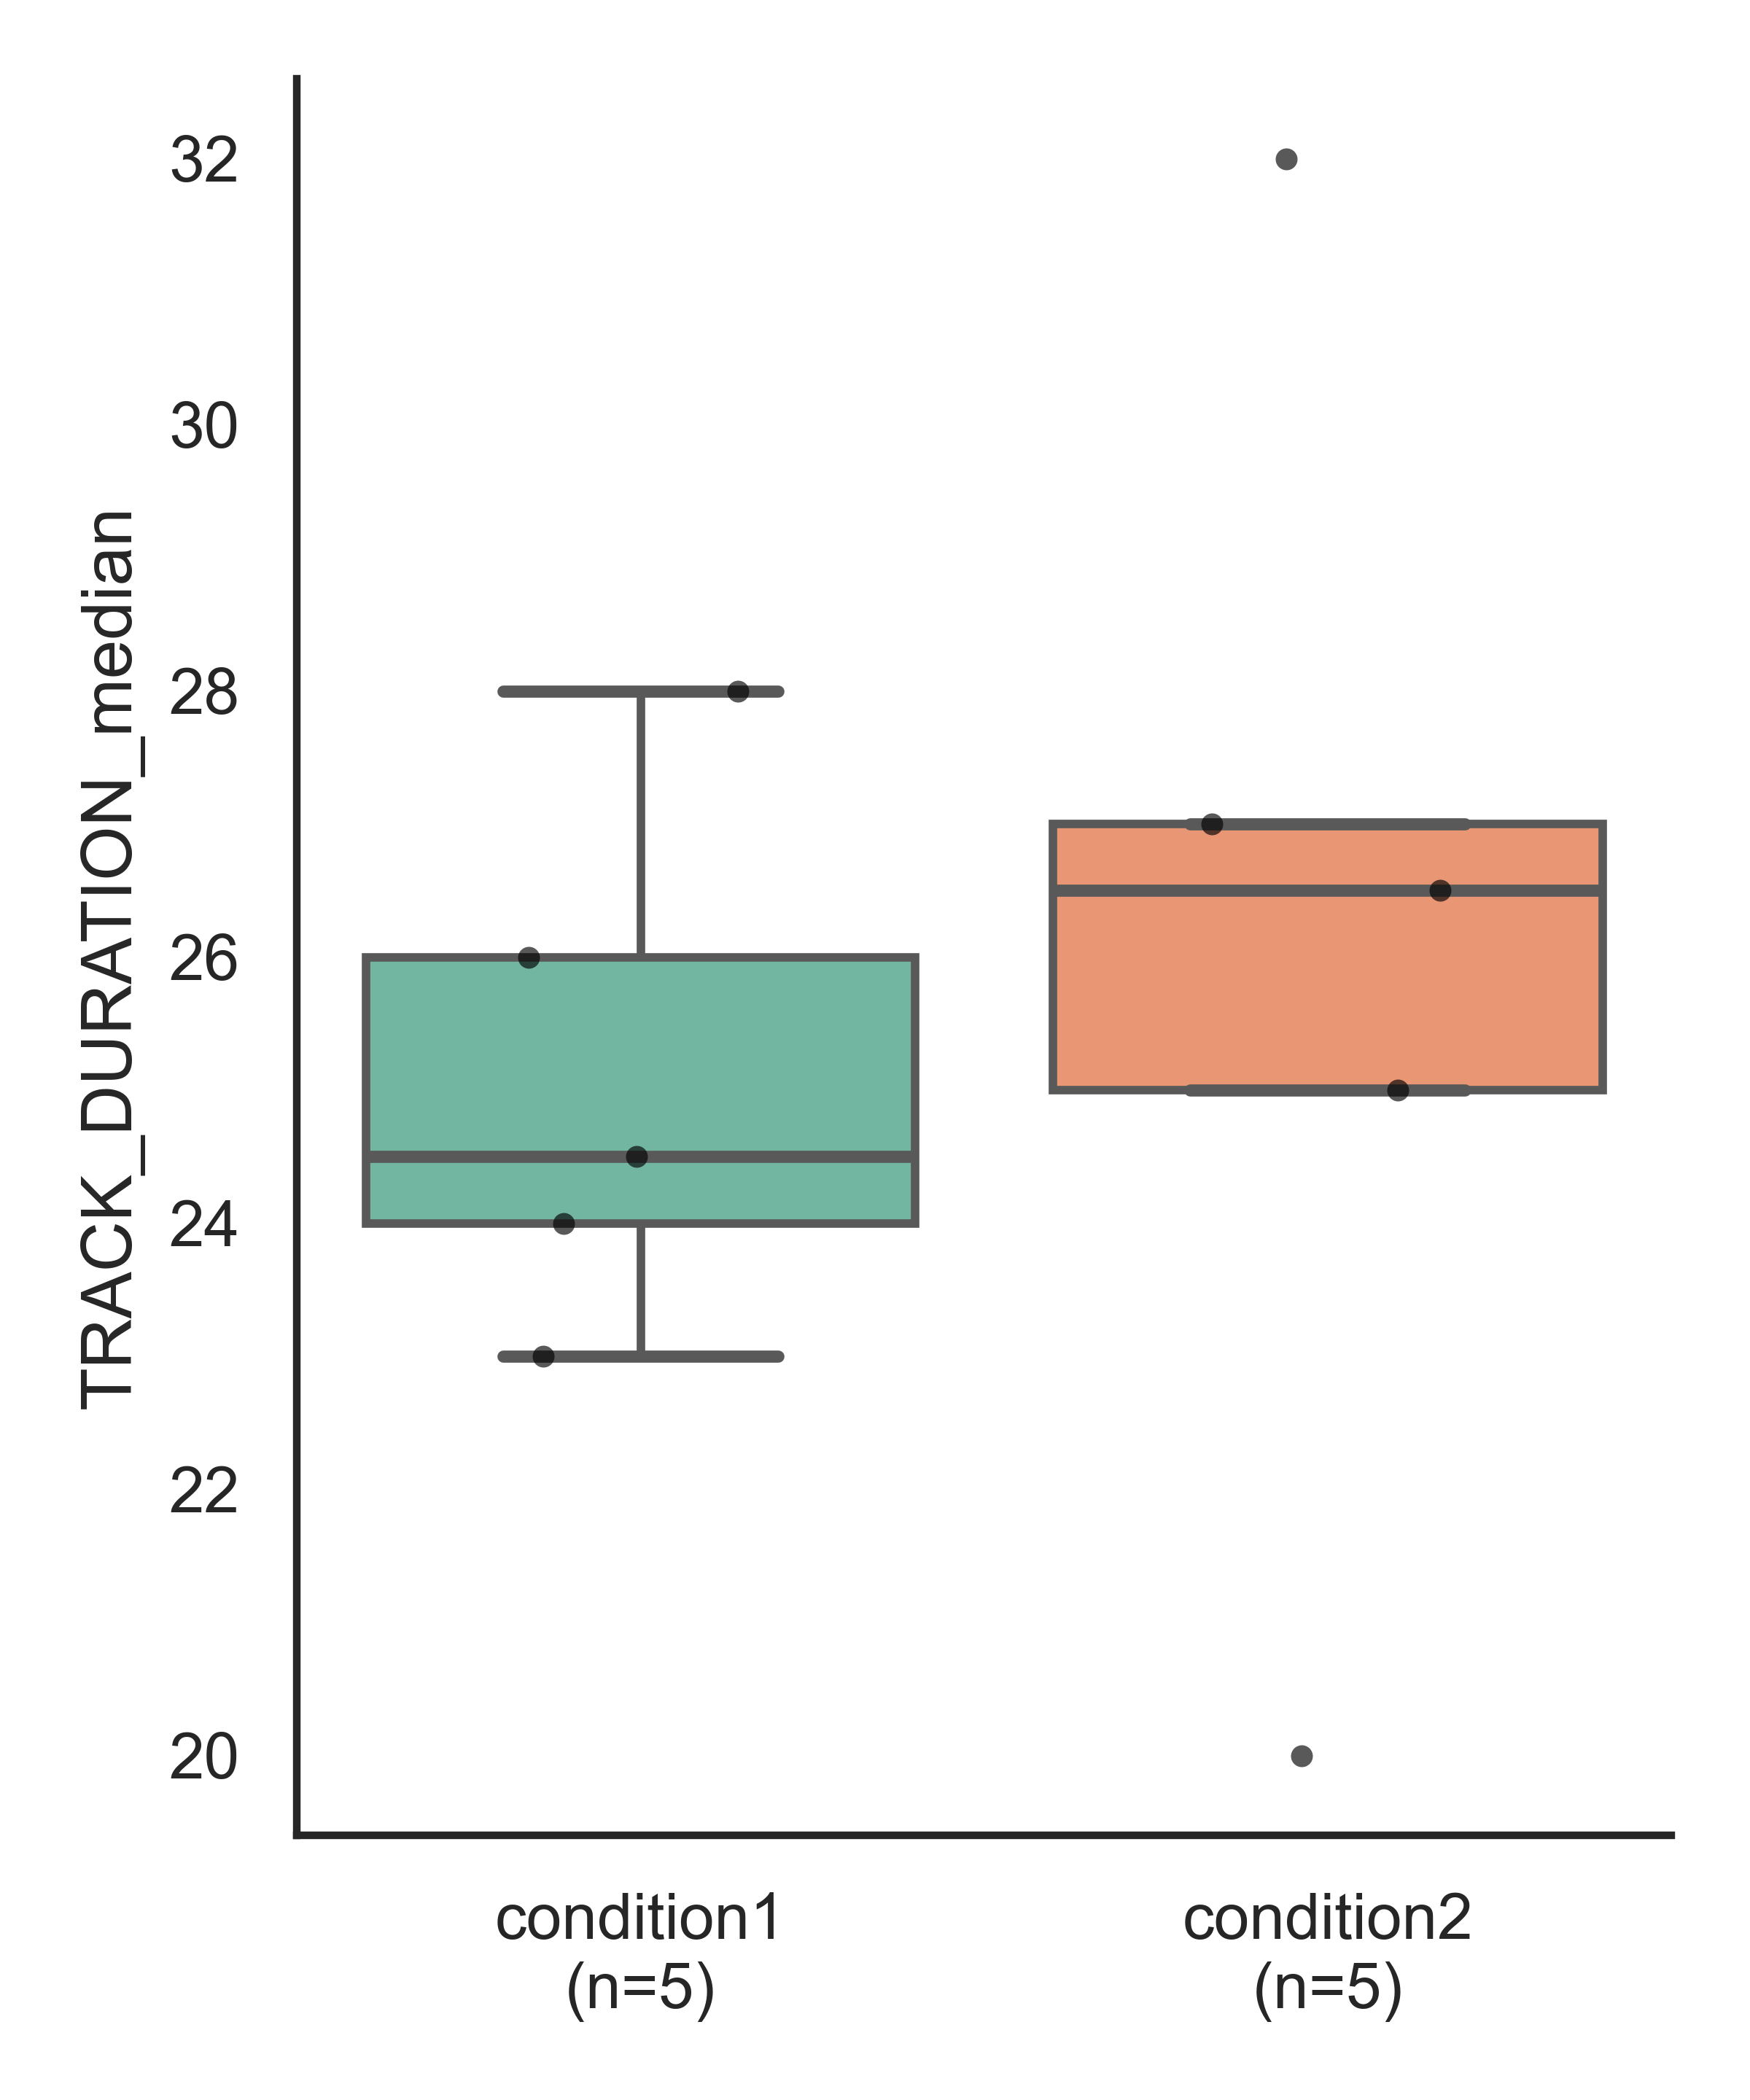 TRACK_DURATION_median
32
30
28
26
24
22
20
condition1
(n=5)
condition2
(n=5)